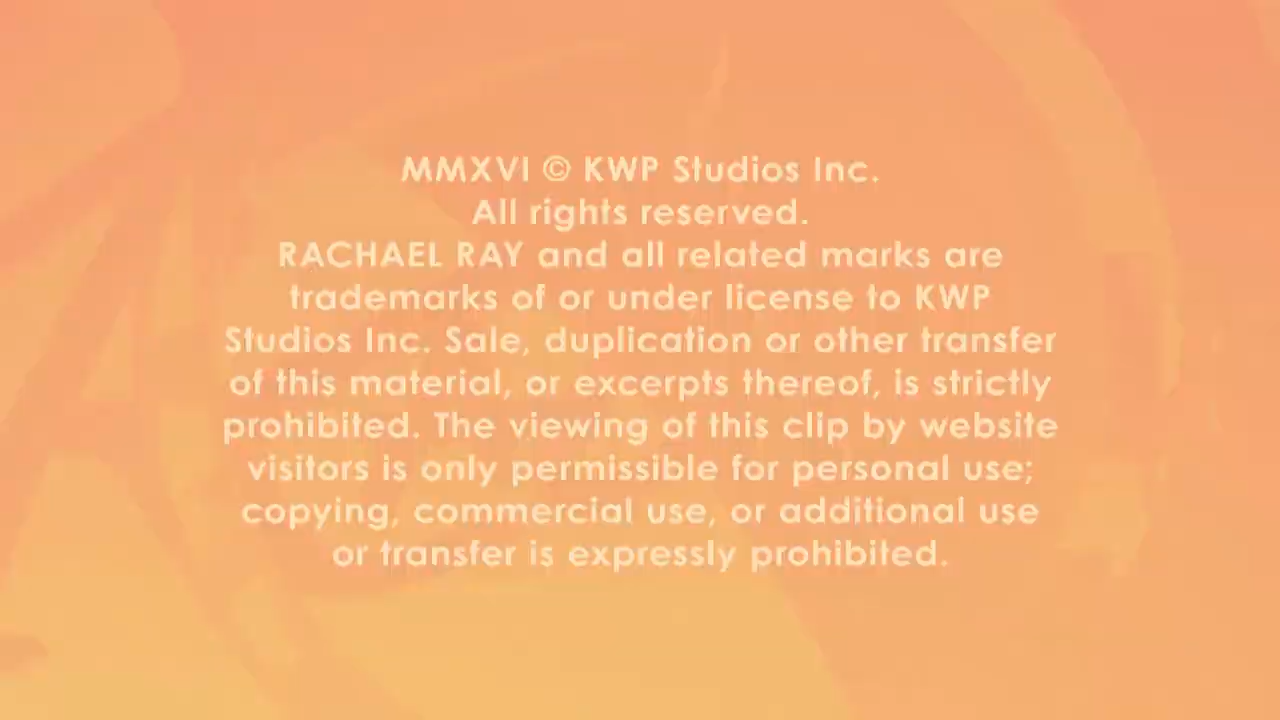 MMXVI © KWP Studios Inc.
All rights reserved.
RACHAEL RAY and all related marks are
trademarks of or under license to KWP
Studios Inc. Sale, duplication or other transfer
of this material, or excerpts thereof, is strictly
prohibited. The viewing of this clip by website
visitors is only permissible for personal use;
copying, commercial use, or additional use
or transfer is expressly prohibited.